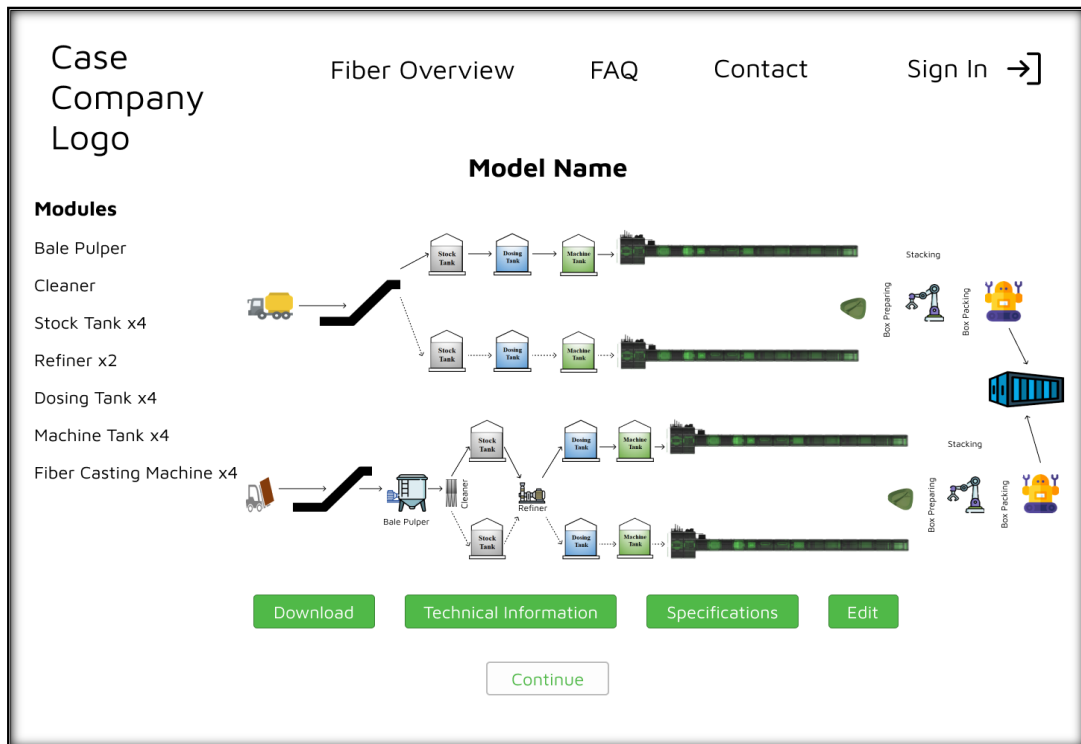 Case
Company
Logo
Fiber Overview
FAQ
Contact
Sign In
Model Name
Modules
Bale Pulper
Cleaner
Stock Tank x4
Refiner x2
Dosing Tank x4
Machine Tank x4
Fiber Casting Machine x4
Stock
Tank
Dosing
Tank
Machine
Tank
Stacking
Box Preparing
Box Packing
Stock
Tank
Dosing
Tank
Machine
Tank
Stock
Tank
Dosing
Tank
Machine
Tank
Stacking
Bale Pulper
Cleaner
Refiner
Box Preparing
Box Packing
Stock
Tank
Dosing
Tank
Machine
Tank
Download
Technical Information
Specifications
Edit
Continue